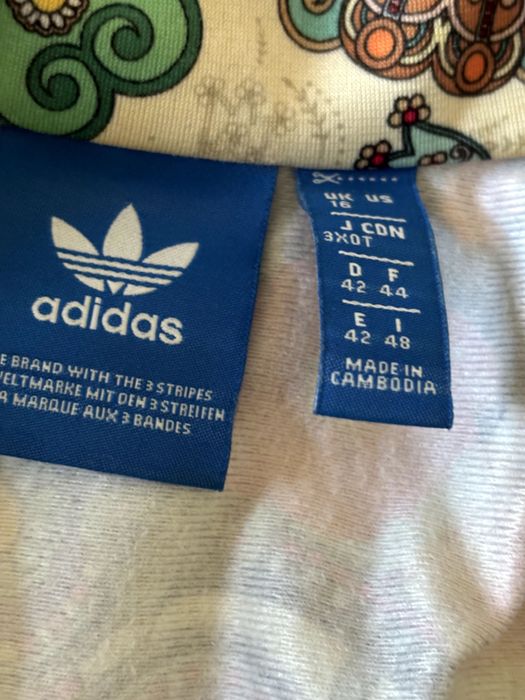 adidas
E BRAND WITH THE 3 STRIPES
ELTMARKE MIT DEN 3 STREIFEN
A MARQUE AUX 3 BANDES
UK US
16
J CDN
3XOT
D F
42 44
E I
42 48
MADE IN
CAMBODIA